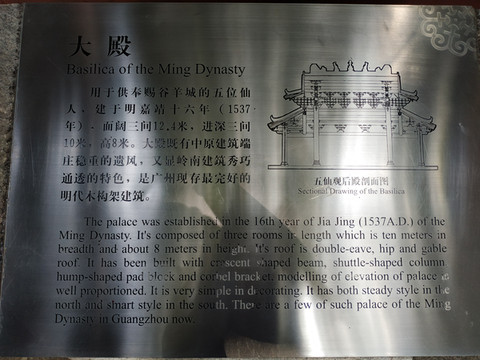 大殿
Basilica of the Ming Dynasty
用于供奉赐谷羊城的五位仙
人，建于明嘉靖十六年（1537
年），面阔三间12.4米，进深三间
10米，高8米。大殿既有中原建筑端
庄稳重的遗风，又显岭南建筑秀巧
通透的特色，是广州现存最完好的
明代木构架建筑。
五仙观后殿剖面图
Sectional Drawing of the Basilica
The palace was established in the 16th year of Jia Jing (1537A.D.) of the
Ming Dynasty. It's composed of three rooms in length which is ten meters in
breadth and about 8 meters in height. It's roof is double-eave, hip and gable
roof. It has been built with crescent shaped beam, shuttle-shaped column,
hump-shaped pad block and corbel bracket. modelling of elevation of palace is
well proportioned. It is very simple in decorating. It has both steady style in the
north and smart style in the south. There are a few of such palace of the Ming
Dynasty in Guangzhou now.